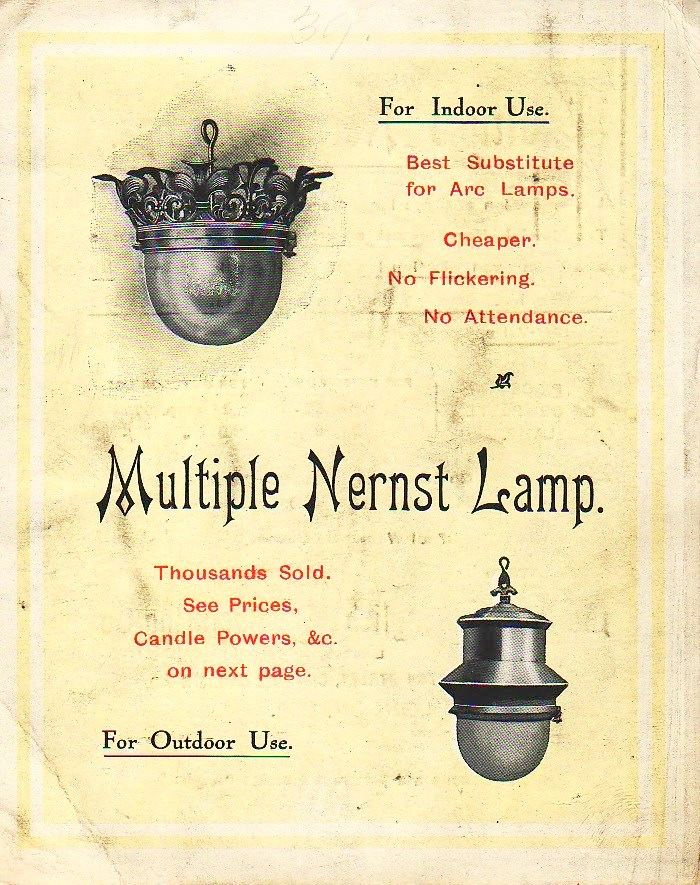 39.
For Indoor Use.
Best Substitute
for Arc Lamps.
Cheaper.
No Flickering.
No Attendance.
Multiple Nernst Lamp.
Thousands Sold.
See Prices,
Candle Powers, &c.
on next page.
For Outdoor Use.